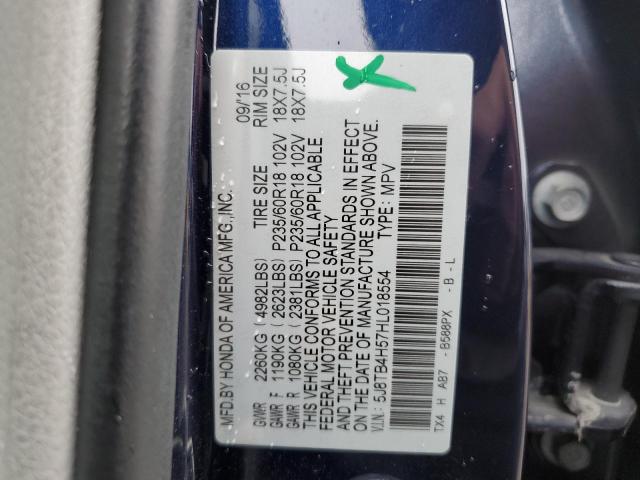 MFD.BY HONDA OF AMERICA MFG.,INC. 09/16
TIRE SIZE RIM SIZE
GVWR 2260KG (4982LBS)
GAWR F 1190KG (2623LBS) P235/60R18 102V 18X7.5J
GAWR R 1080KG (2381LBS) P235/60R18 102V 18X7.5J
THIS VEHICLE CONFORMS TO ALL APPLICABLE
FEDERAL MOTOR VEHICLE SAFETY
AND THEFT PREVENTION STANDARDS IN EFFECT
ON THE DATE OF MANUFACTURE SHOWN ABOVE.
V.I.N: 5J8TB4H57HL018554 TYPE: MPV
TX4 H A87 - B588PX - B - L